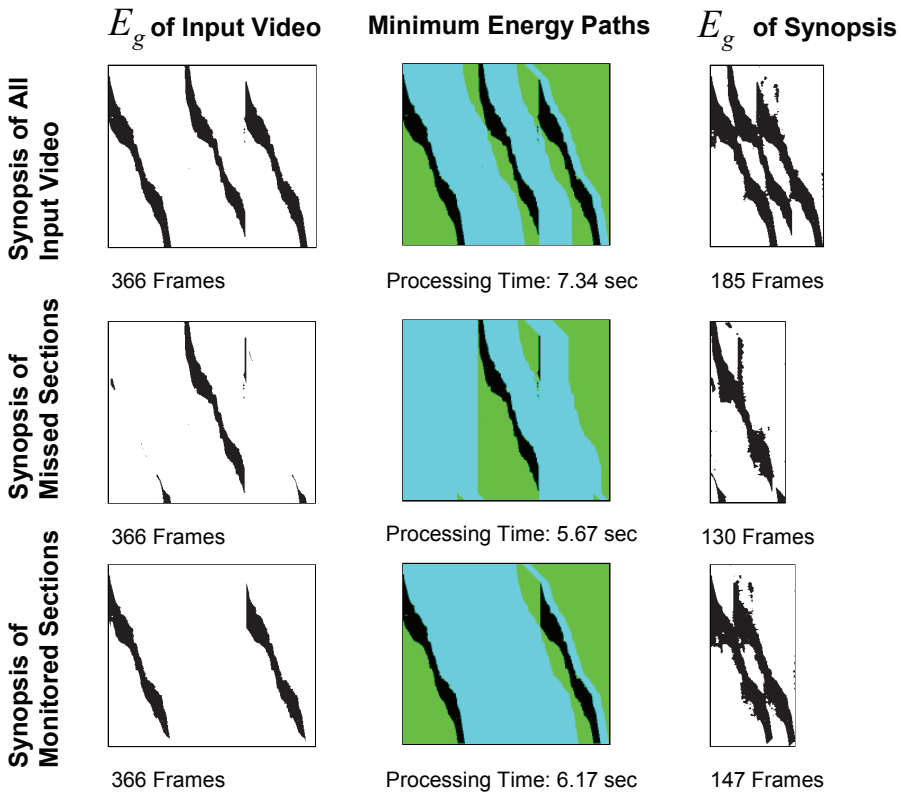 E_g of Input Video
Minimum Energy Paths
E_g of Synopsis
Synopsis of All
Input Video
366 Frames
Processing Time: 7.34 sec
185 Frames
Synopsis of
Missed Sections
366 Frames
Processing Time: 5.67 sec
130 Frames
Synopsis of
Monitored Sections
366 Frames
Processing Time: 6.17 sec
147 Frames